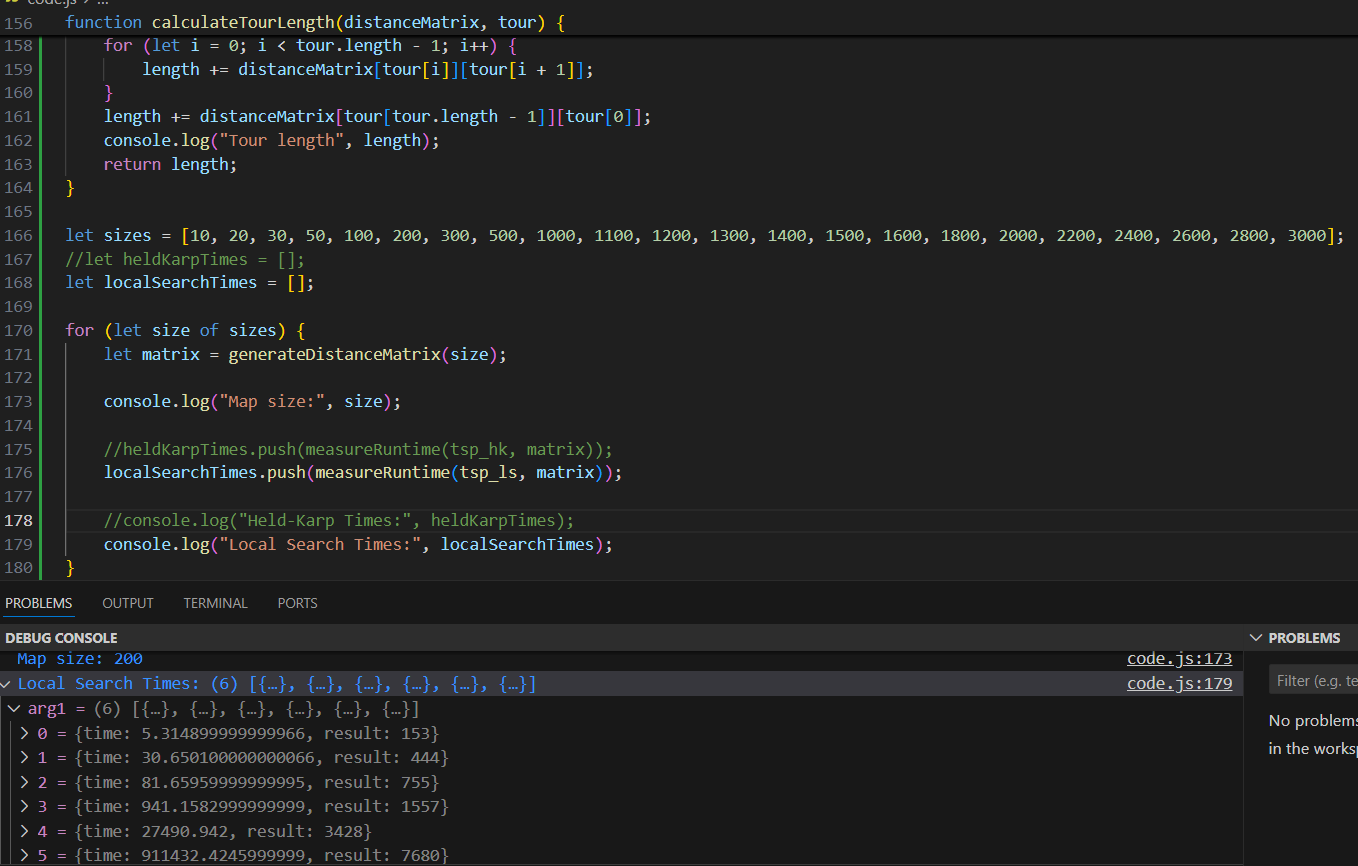 code.js > ...
156 function calculateTourLength(distanceMatrix, tour) {
158 for (let i = 0; i < tour.length - 1; i++) {
159 length += distanceMatrix[tour[i]][tour[i + 1]];
160 }
161 length += distanceMatrix[tour[tour.length - 1]][tour[0]];
162 console.log("Tour length", length);
163 return length;
164 }
165
166 let sizes = [10, 20, 30, 50, 100, 200, 300, 500, 1000, 1100, 1200, 1300, 1400, 1500, 1600, 1800, 2000, 2200, 2400, 2600, 2800, 3000];
167 //let heldKarpTimes = [];
168 let localSearchTimes = [];
169
170 for (let size of sizes) {
171 let matrix = generateDistanceMatrix(size);
172
173 console.log("Map size:", size);
174
175 //heldKarpTimes.push(measureRuntime(tsp_hk, matrix));
176 localSearchTimes.push(measureRuntime(tsp_ls, matrix));
177
178 //console.log("Held-Karp Times:", heldKarpTimes);
179 console.log("Local Search Times:", localSearchTimes);
180 }
PROBLEMS OUTPUT TERMINAL PORTS
DEBUG CONSOLE
Map size: 200 code.js:173
Local Search Times: (6) [{…}, {…}, {…}, {…}, {…}, {…}] code.js:179
arg1 = (6) [{…}, {…}, {…}, {…}, {…}, {…}]
0 = {time: 5.314899999999966, result: 153}
1 = {time: 30.650100000000066, result: 444}
2 = {time: 81.65959999999995, result: 755}
3 = {time: 941.1582999999999, result: 1557}
4 = {time: 27490.942, result: 3428}
5 = {time: 911432.4245999999, result: 7680}
PROBLEMS
Filter (e.g. te
No problems
in the worksp